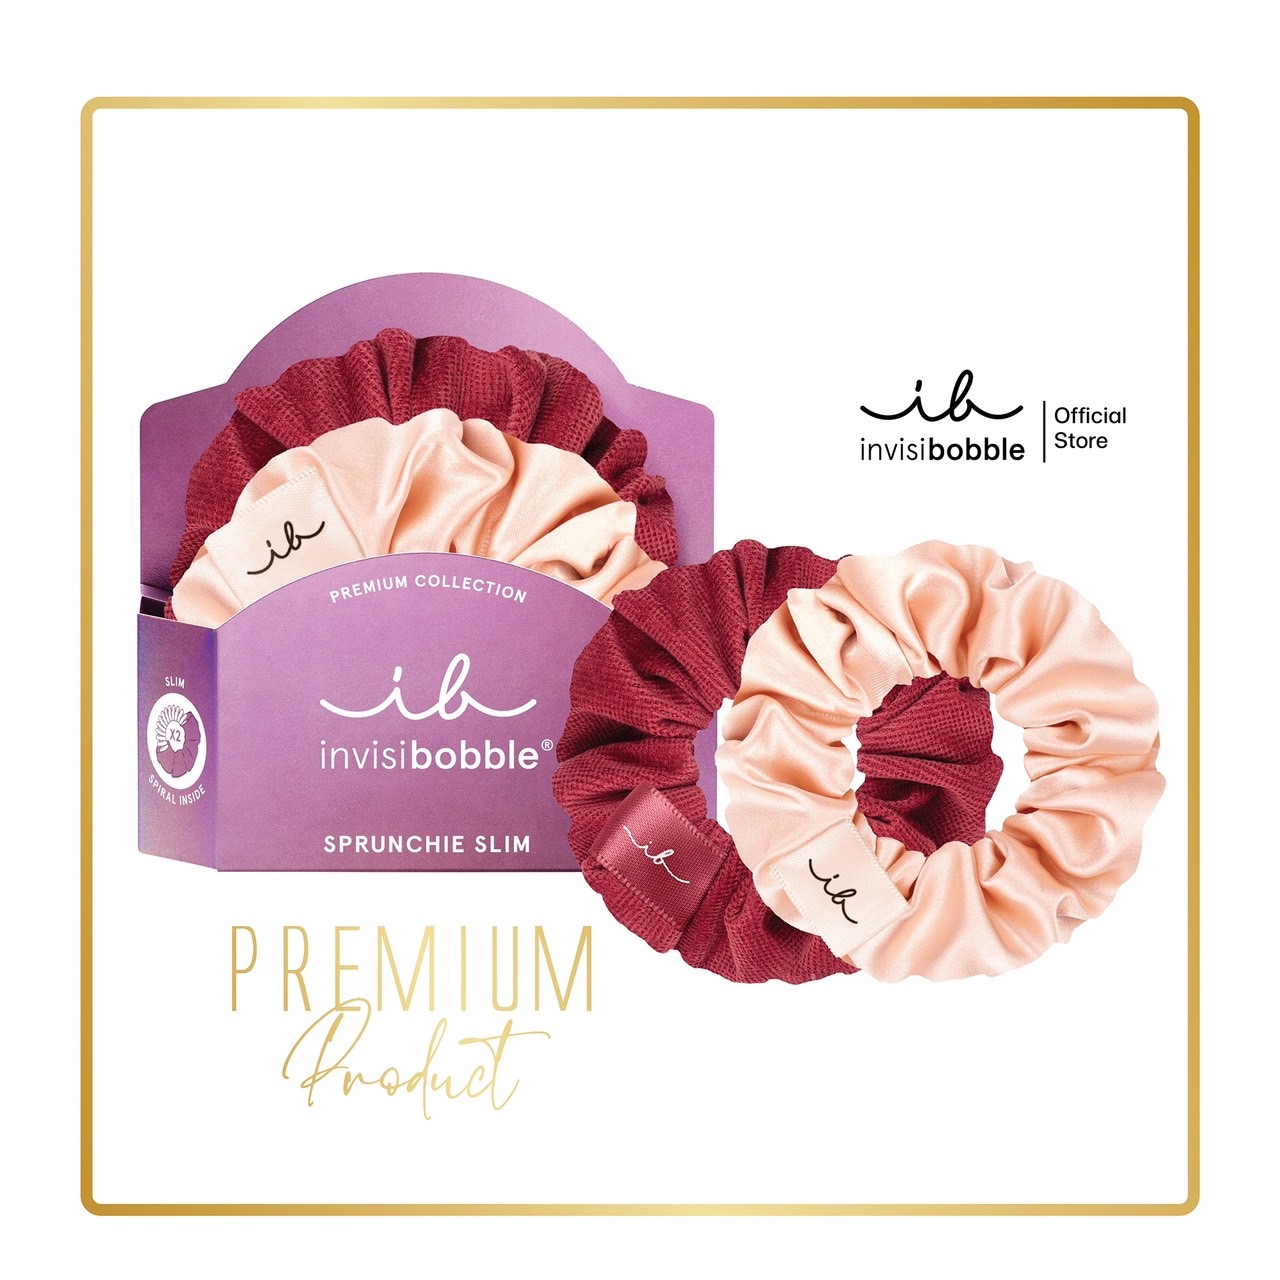 ib
invisibobble
Official
Store
ib
PREMIUM COLLECTION
ib
invisibobble®
SPRUNCHIE SLIM
SLIM
X2
SPIRAL INSIDE
ib
ib
PREMIUM
Product